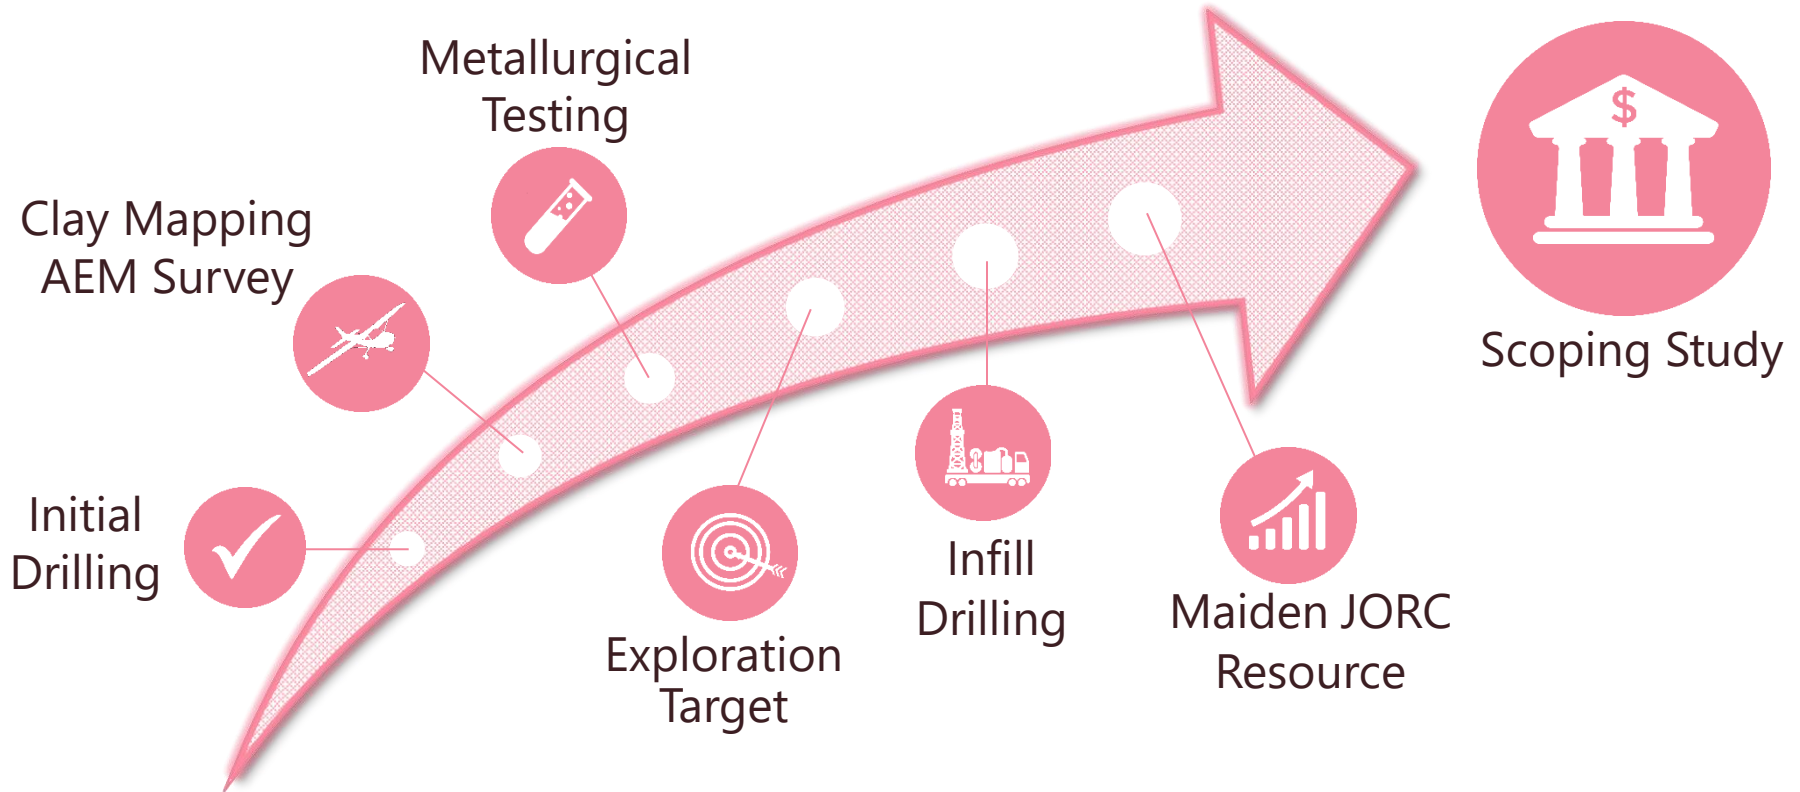 Initial
Drilling
Clay Mapping
AEM Survey
Metallurgical
Testing
Exploration
Target
Infill
Drilling
Maiden JORC
Resource
$
Scoping Study